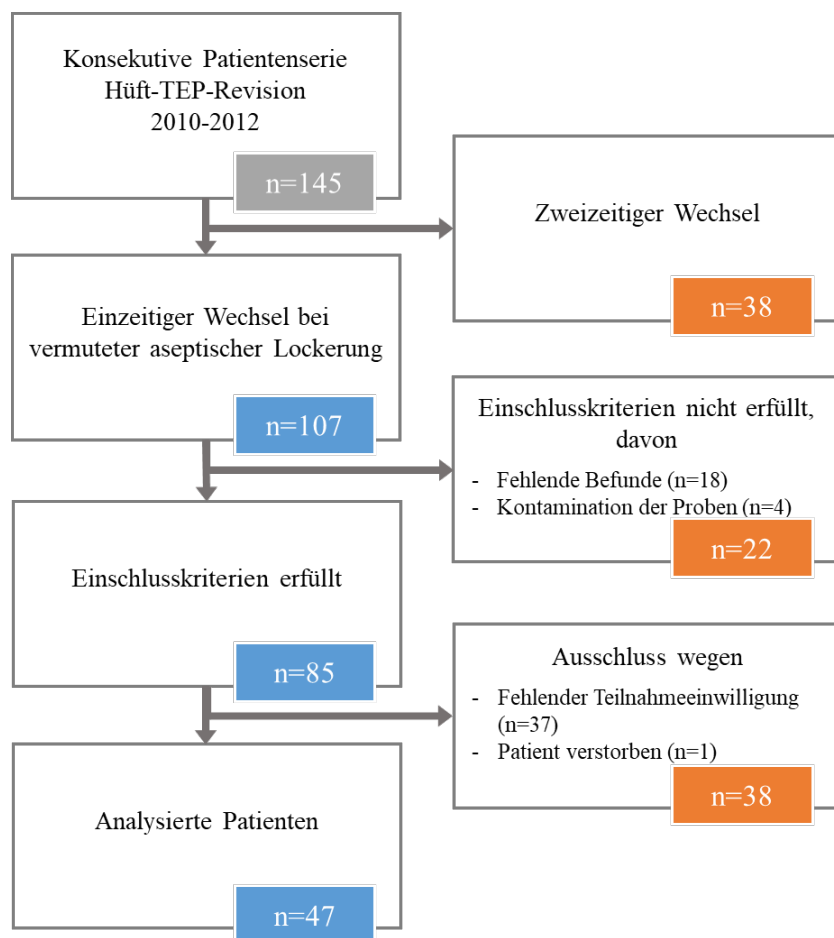 Konsekutive Patientenserie
Hüft-TEP-Revision
2010-2012
n=145
Zweizeitiger Wechsel
n=38
Einzeitiger Wechsel bei
vermuteter aseptischer Lockerung
n=107
Einschlusskriterien nicht erfüllt,
davon
- Fehlende Befunde (n=18)
- Kontamination der Proben (n=4)
n=22
Einschlusskriterien erfüllt
n=85
Ausschluss wegen
- Fehlender Teilnahmeeinwilligung
(n=37)
- Patient verstorben (n=1)
n=38
Analysierte Patienten
n=47